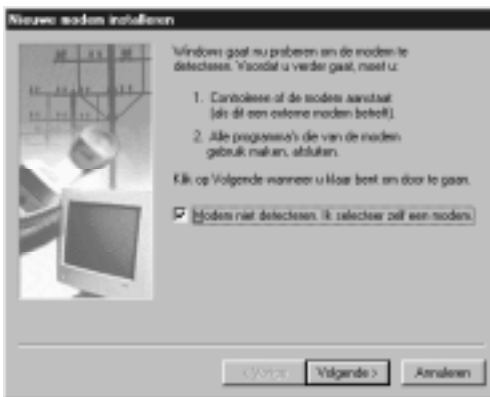 Nieuwe modem installeren
Windows gaat nu proberen om de modem te
detecteren. Voordat u verder gaat, moet u:
1. Controleren of de modem aanstaat
(als dit een externe modem betreft).
2. Alle programma's die van de modem
gebruik maken, afsluiten.
Klik op Volgende wanneer u klaar bent om door te gaan.
Modem niet detecteren. Ik selecteer zelf een modem.
< Vorige
Volgende >
Annuleren